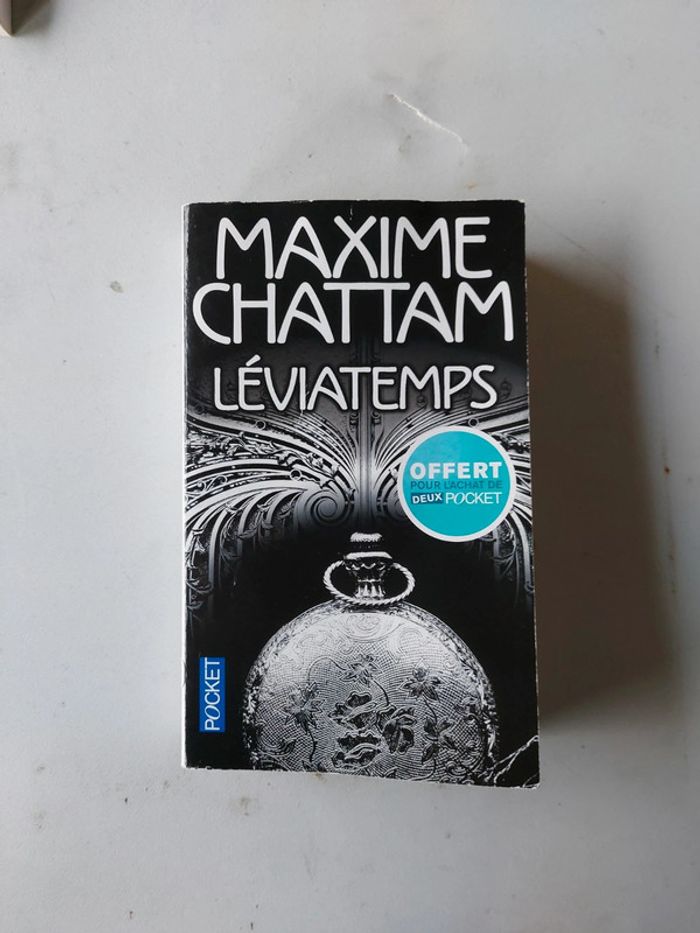 MAXIME
CHATTAM
LÉVIATEMPS
OFFERT
POUR L'ACHAT DE
DEUX POCKET
POCKET